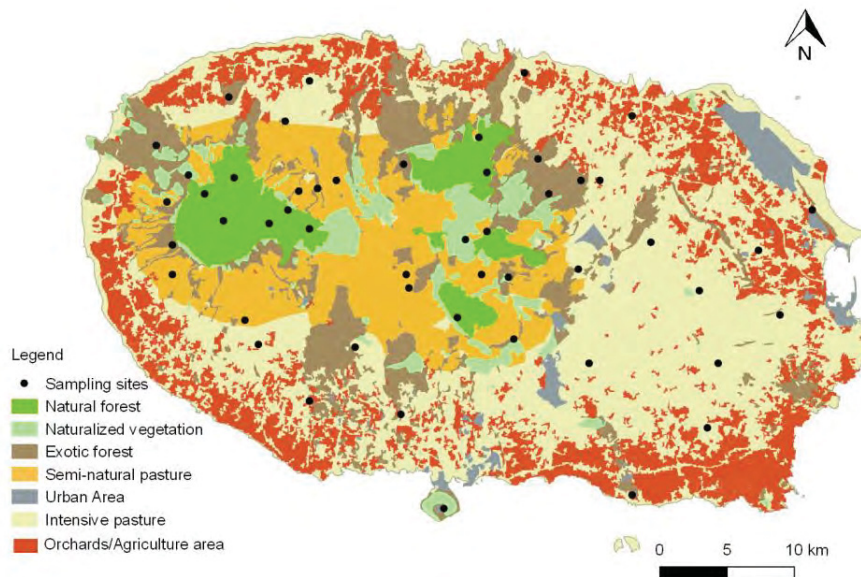 N
Legend
Sampling sites
Natural forest
Naturalized vegetation
Exotic forest
Semi-natural pasture
Urban Area
Intensive pasture
Orchards/Agriculture area
0 5 10 km